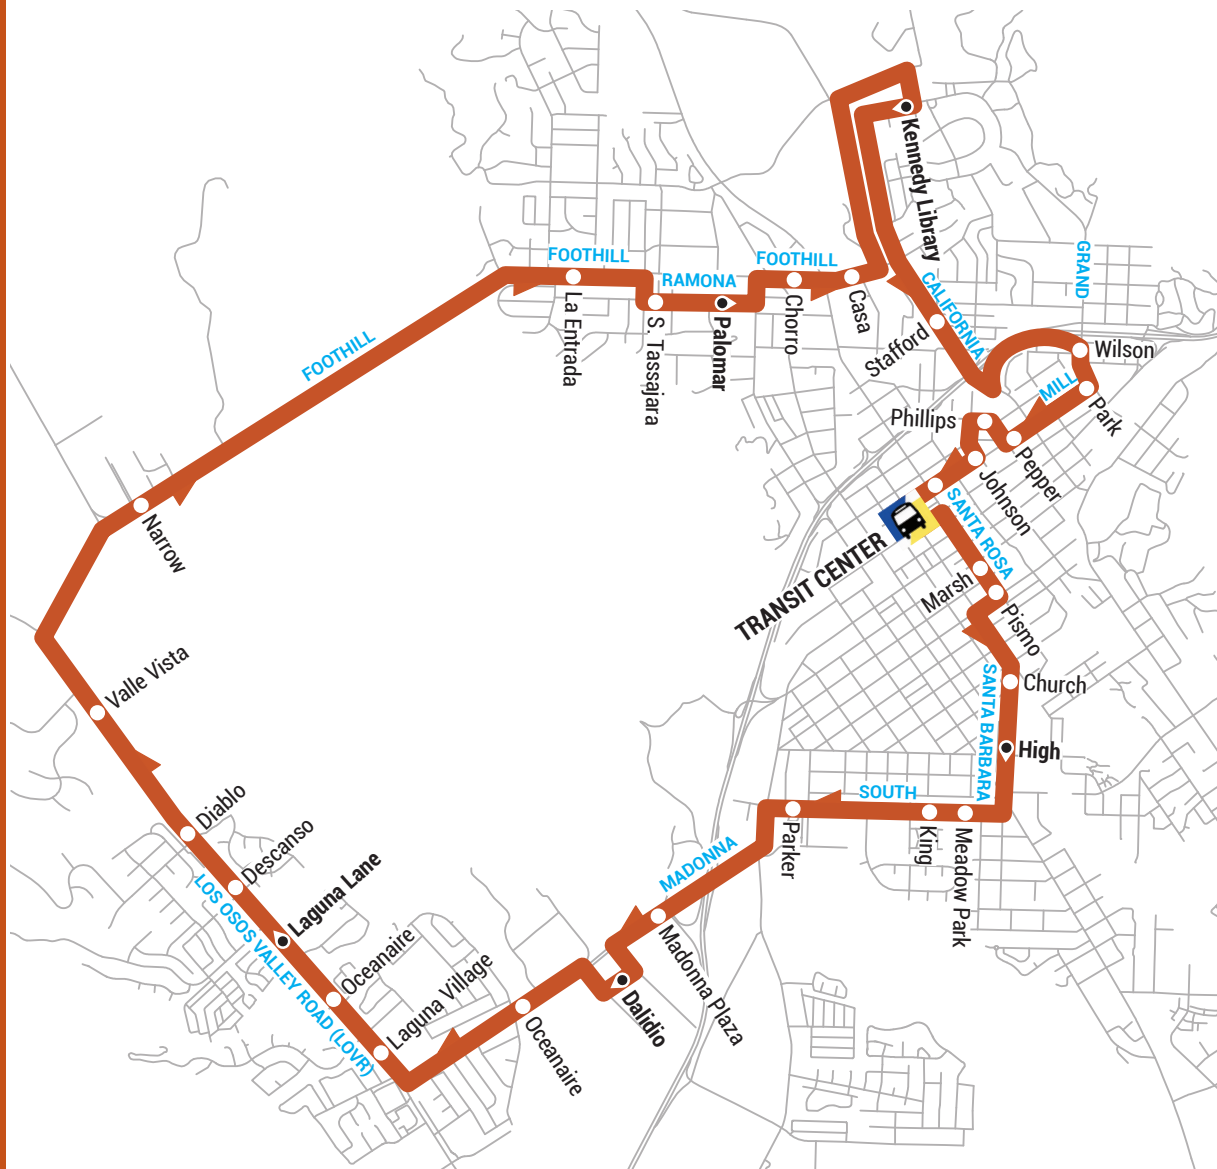 Kennedy Library
GRAND
FOOTHILL
FOOTHILL
RAMONA
La Entrada
S. Tassajara
Palomar
Chorro
Casa
CALIFORNIA
Stafford
FOOTHILL
Wilson
MILL
Park
Phillips
Pepper
Johnson
SANTA ROSA
TRANSIT CENTER
Narrow
Marsh
Pismo
Valle Vista
Church
SANTA BARBARA
High
SOUTH
Diablo
Descanso
Parker
King
Meadow Park
MADONNA
Laguna Lane
LOS OSOS VALLEY ROAD (LOVR)
Oceanaire
Laguna Village
Madonna Plaza
Dalidio
Oceanaire